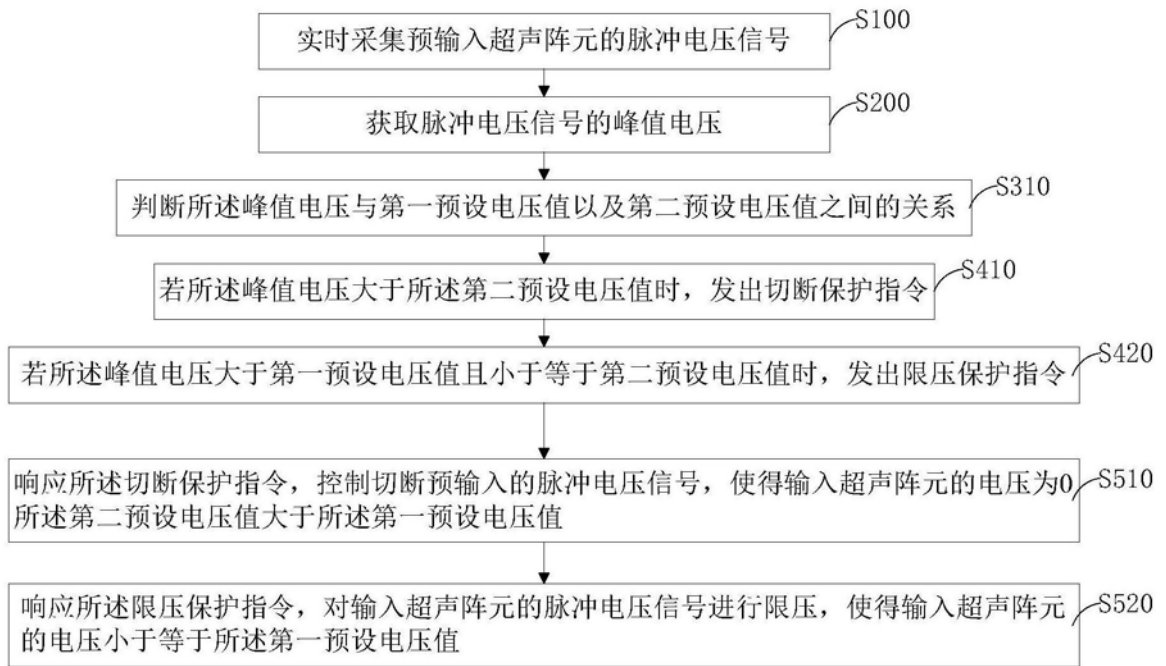 实时采集预输入超声阵元的脉冲电压信号
S100
获取脉冲电压信号的峰值电压
S200
判断所述峰值电压与第一预设电压值以及第二预设电压值之间的关系
S310
若所述峰值电压大于所述第二预设电压值时，发出切断保护指令
S410
若所述峰值电压大于第一预设电压值且小于等于第二预设电压值时，发出限压保护指令
S420
响应所述切断保护指令，控制切断预输入的脉冲电压信号，使得输入超声阵元的电压为0
所述第二预设电压值大于所述第一预设电压值
S510
响应所述限压保护指令，对输入超声阵元的脉冲电压信号进行限压，使得输入超声阵元
的电压小于等于所述第一预设电压值
S520